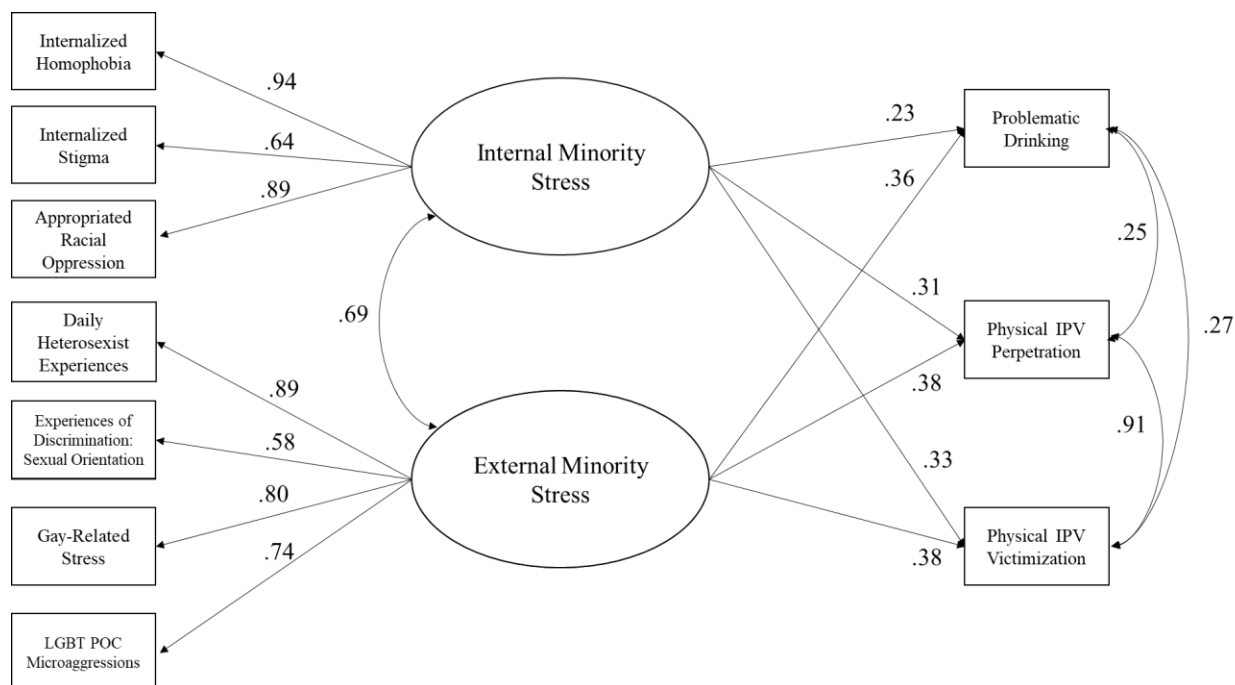 Internalized
Homophobia
Internalized
Stigma
Appropriated
Racial
Oppression
Daily
Heterosexist
Experiences
Experiences of
Discrimination:
Sexual Orientation
Gay-Related
Stress
LGBT POC
Microaggressions
.94
.64
.89
.69
.89
.58
.80
.74
Internal Minority
Stress
External Minority
Stress
.23
.36
.31
.38
.33
.38
Problematic
Drinking
Physical IPV
Perpetration
Physical IPV
Victimization
.25
.27
.91